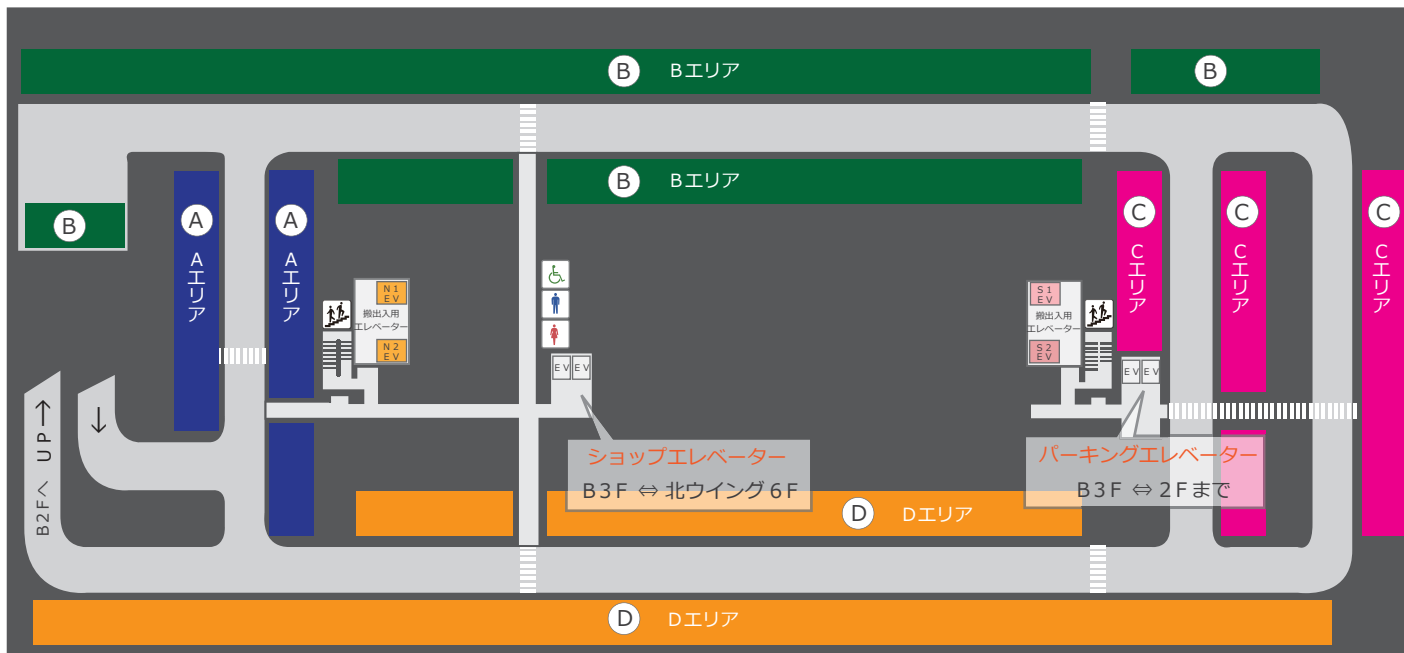 B Bエリア
B
B Bエリア
B
A
Aエリア
A
Aエリア
C
Cエリア
C
Cエリア
C
Cエリア
N1
EV
搬出入用
エレベーター
N2
EV
S1
EV
搬出入用
エレベーター
S2
EV
EV EV
EV EV
B2Fへ UP→
↓
ショップエレベーター
B3F ⇔ 北ウイング6F
パーキングエレベーター
B3F ⇔ 2Fまで
D Dエリア
D Dエリア